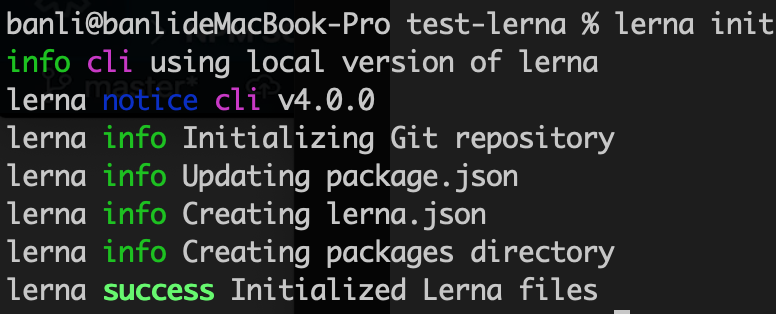 banli@banlideMacBook-Pro test-lerna % lerna init
info cli using local version of lerna
lerna notice cli v4.0.0
lerna info Initializing Git repository
lerna info Updating package.json
lerna info Creating lerna.json
lerna info Creating packages directory
lerna success Initialized Lerna files